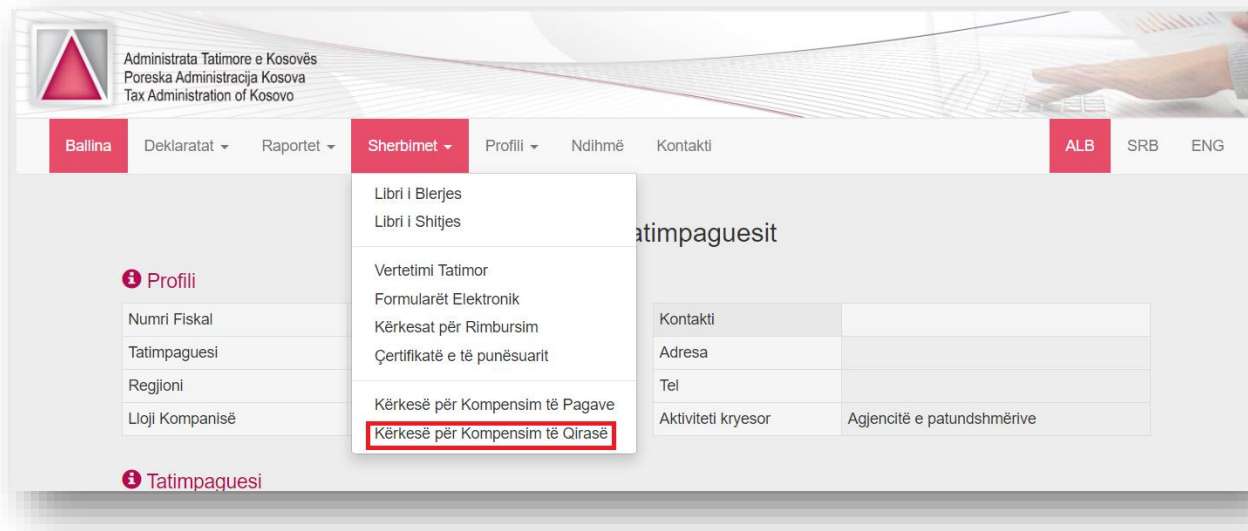 Administrata Tatimore e Kosovës
Poreska Administracija Kosova
Tax Administration of Kosovo
Ballina Deklaratat Raportet Sherbimet Profili Ndihmë Kontakti ALB SRB ENG
Libri i Blerjes
Libri i Shitjes
Vertetimi Tatimor
Formularët Elektronik
Kërkesat për Rimbursim
Çertifikatë e të punësuarit
Kërkesë për Kompensim të Pagave
Kërkesë për Kompensim të Qirasë
atimpaguesit
Profili
Numri Fiskal
Tatimpaguesi
Regjioni
Lloji Kompanisë
Kontakti
Adresa
Tel
Aktiviteti kryesor Agjencitë e patundshmërive
Tatimpaguesi